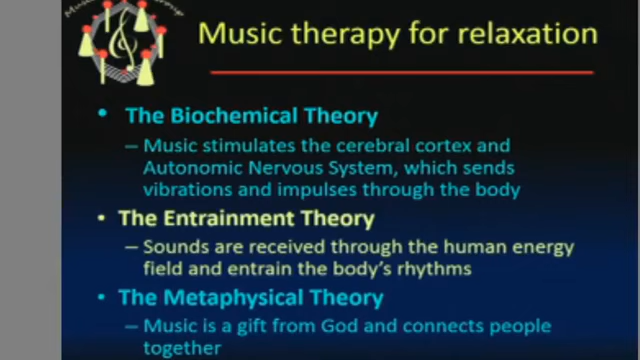 Music therapy for relaxation
• The Biochemical Theory
– Music stimulates the cerebral cortex and
Autonomic Nervous System, which sends
vibrations and impulses through the body
• The Entrainment Theory
– Sounds are received through the human energy
field and entrain the body's rhythms
• The Metaphysical Theory
– Music is a gift from God and connects people
together